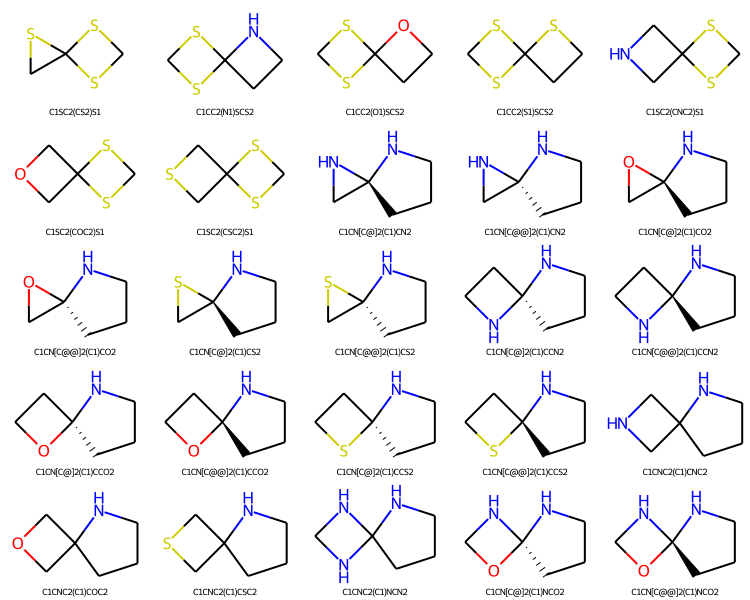 C1SC2(CS2)S1
C1CC2(N1)SCS2
C1CC2(O1)SCS2
C1CC2(S1)SCS2
C1SC2(CNC2)S1
C1SC2(COC2)S1
C1SC2(CSC2)S1
C1CN[C@]2(C1)CN2
C1CN[C@@]2(C1)CN2
C1CN[C@]2(C1)CO2
C1CN[C@@]2(C1)CO2
C1CN[C@]2(C1)CS2
C1CN[C@@]2(C1)CS2
C1CN[C@]2(C1)CCN2
C1CN[C@@]2(C1)CCN2
C1CN[C@]2(C1)CCO2
C1CN[C@@]2(C1)CCO2
C1CN[C@]2(C1)CCS2
C1CN[C@@]2(C1)CCS2
C1CNC2(C1)CNC2
C1CNC2(C1)COC2
C1CNC2(C1)CSC2
C1CNC2(C1)NCN2
C1CN[C@]2(C1)NCO2
C1CN[C@@]2(C1)NCO2